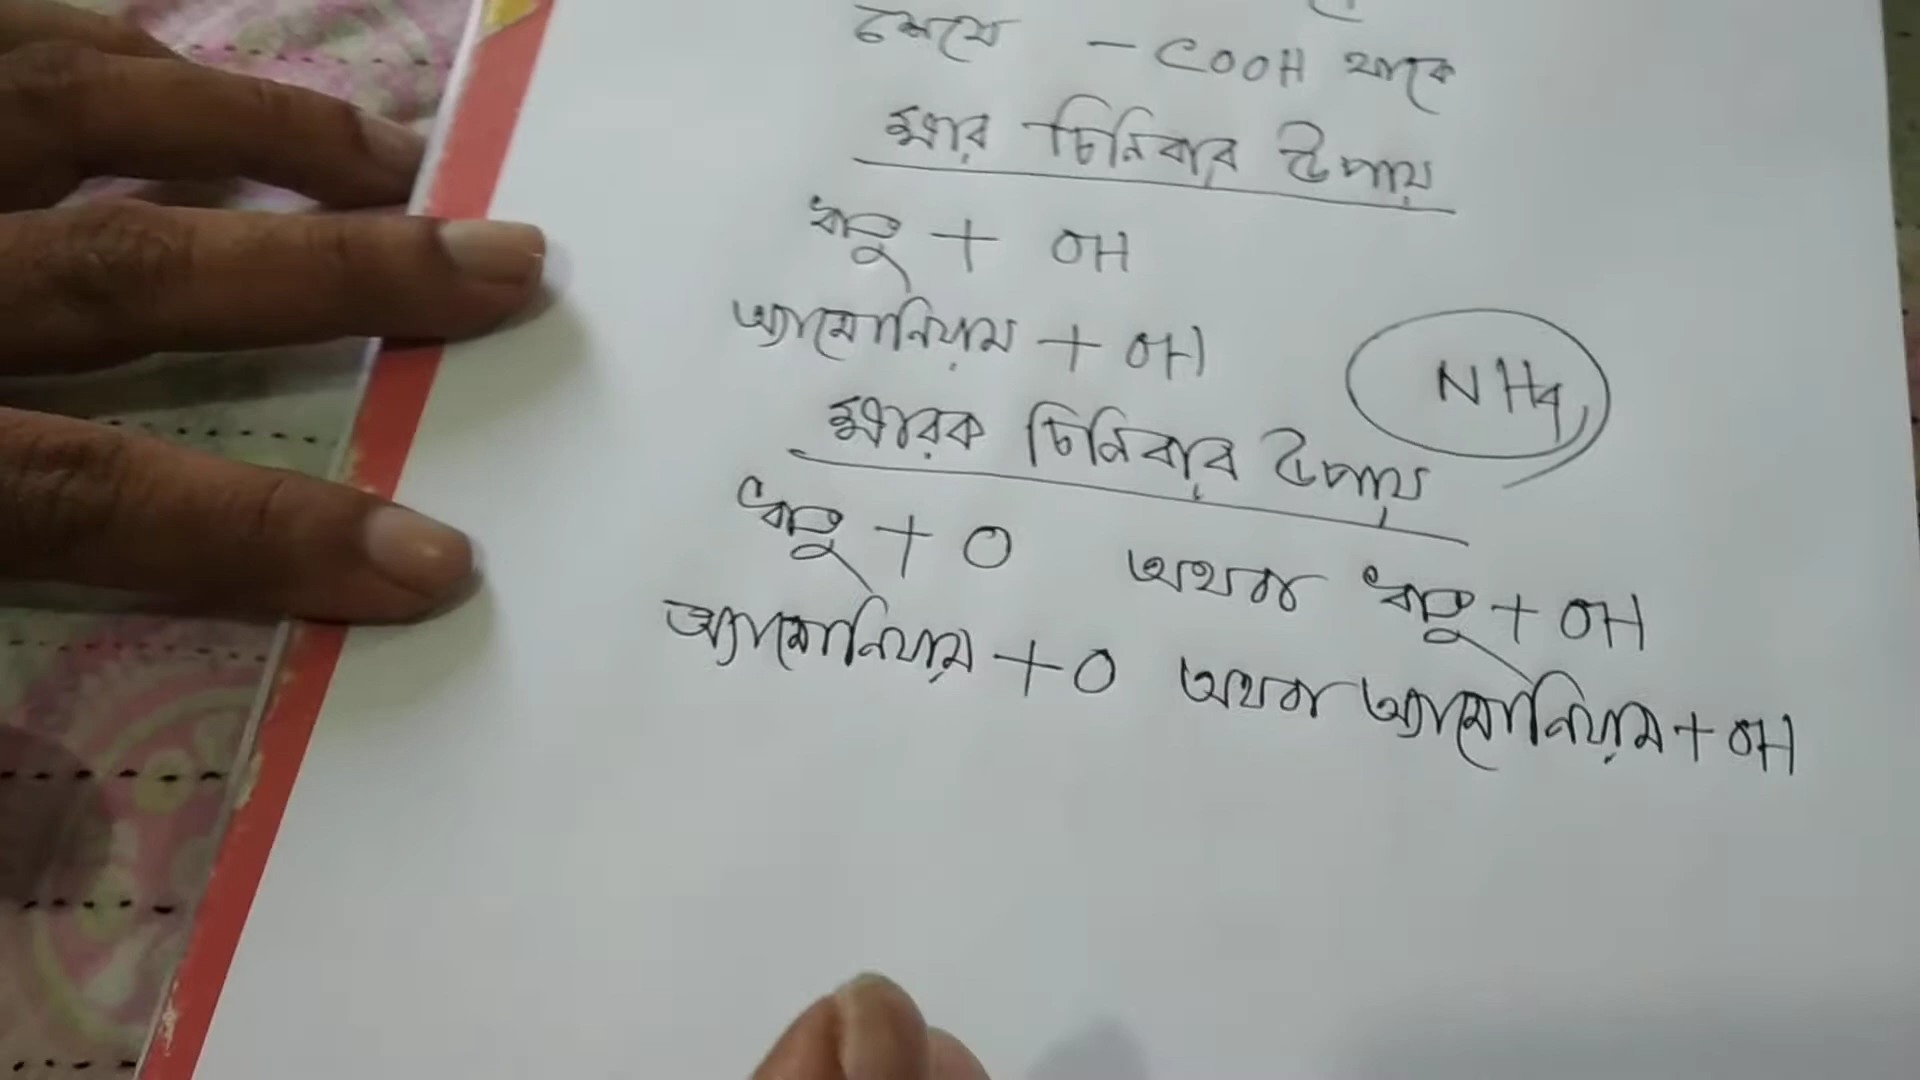 শেষে - COOH থাকে
ক্ষার চিনিবার উপায়
ধাতু + OH
অ্যামোনিয়াম + OH
NH4
ক্ষারক চিনিবার উপায়
ধাতু + O অথবা ধাতু + OH
অ্যামোনিয়াম + O অথবা অ্যামোনিয়াম + OH